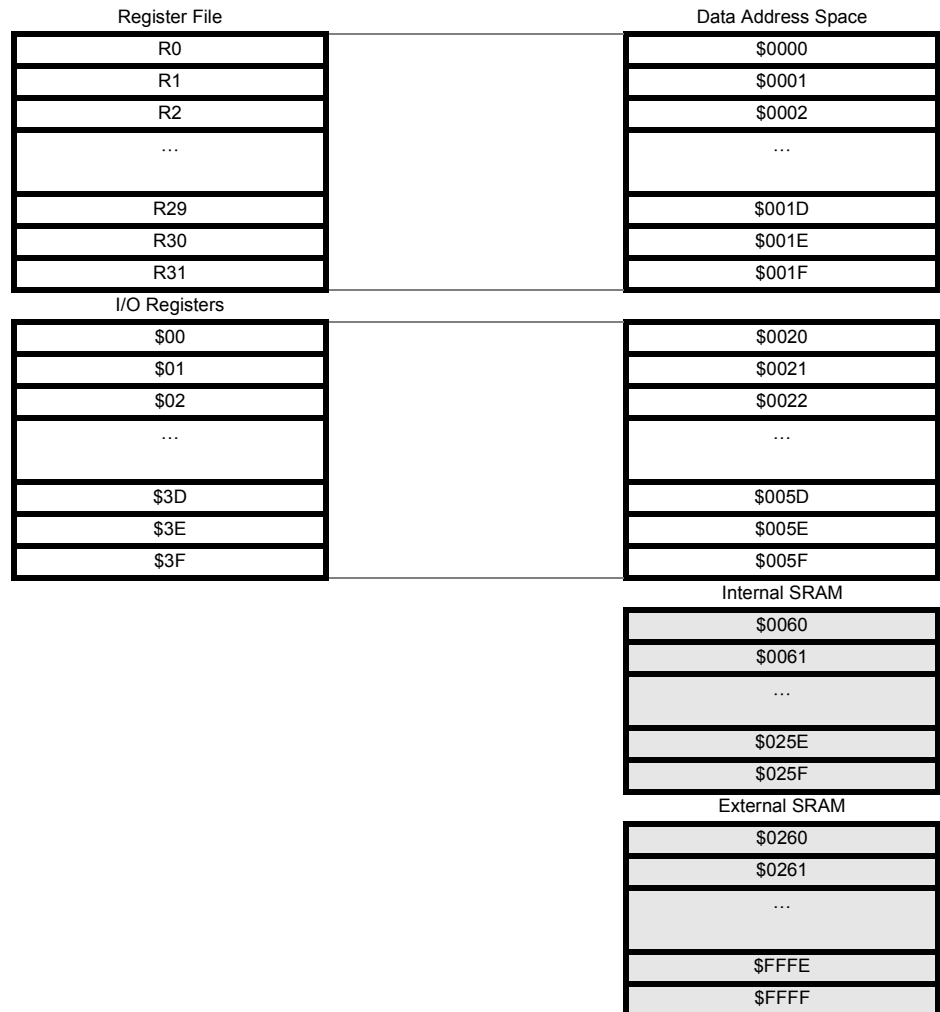 Register File Data Address Space
R0 $0000
R1 $0001
R2 $0002
… …
R29 $001D
R30 $001E
R31 $001F
I/O Registers
$00 $0020
$01 $0021
$02 $0022
… …
$3D $005D
$3E $005E
$3F $005F
Internal SRAM
$0060
$0061
…
$025E
$025F
External SRAM
$0260
$0261
…
$FFFE
$FFFF